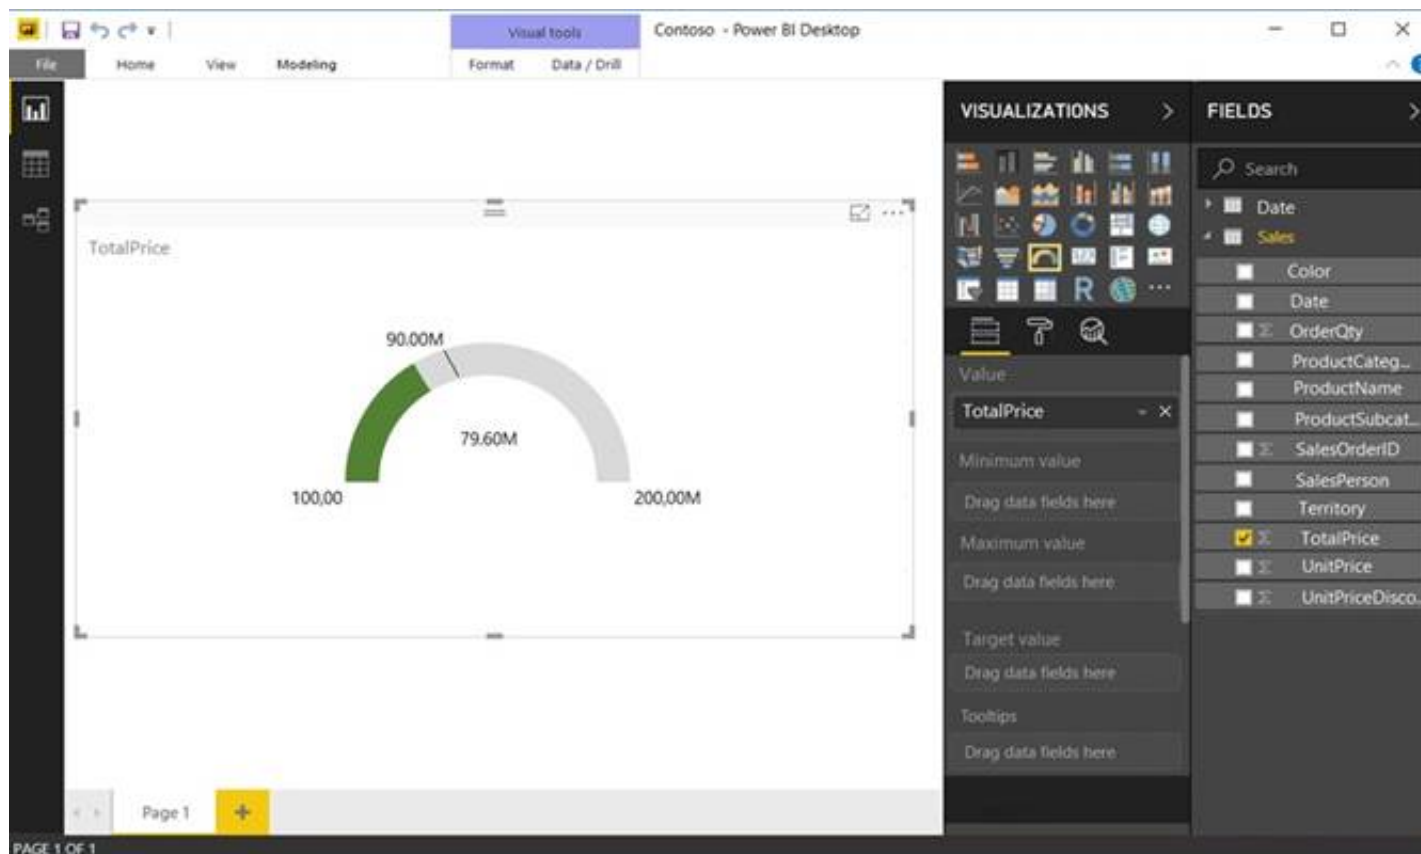 Visual tools
Contoso - Power BI Desktop
File
Home
View
Modeling
Format
Data / Drill
TotalPrice
90.00M
79.60M
100,00
200,00M
VISUALIZATIONS
R
Value
TotalPrice
Minimum value
Drag data fields here
Maximum value
Drag data fields here
Target value
Drag data fields here
Tooltips
Drag data fields here
FIELDS
Search
Date
Sales
Color
Date
Σ OrderQty
ProductCateg...
ProductName
ProductSubcat...
Σ SalesOrderID
SalesPerson
Territory
Σ TotalPrice
Σ UnitPrice
Σ UnitPriceDisco...
Page 1
PAGE 1 OF 1